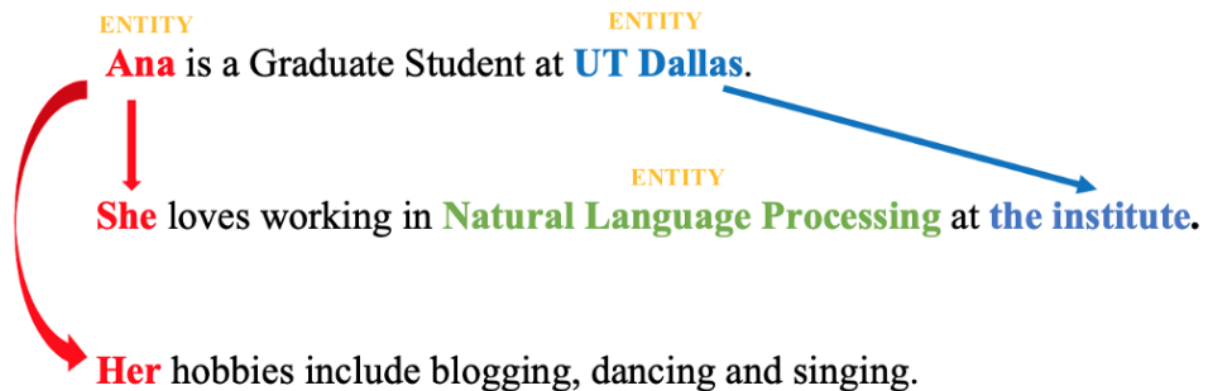 ENTITY ENTITY
Ana is a Graduate Student at UT Dallas.
ENTITY
She loves working in Natural Language Processing at the institute.
Her hobbies include blogging, dancing and singing.